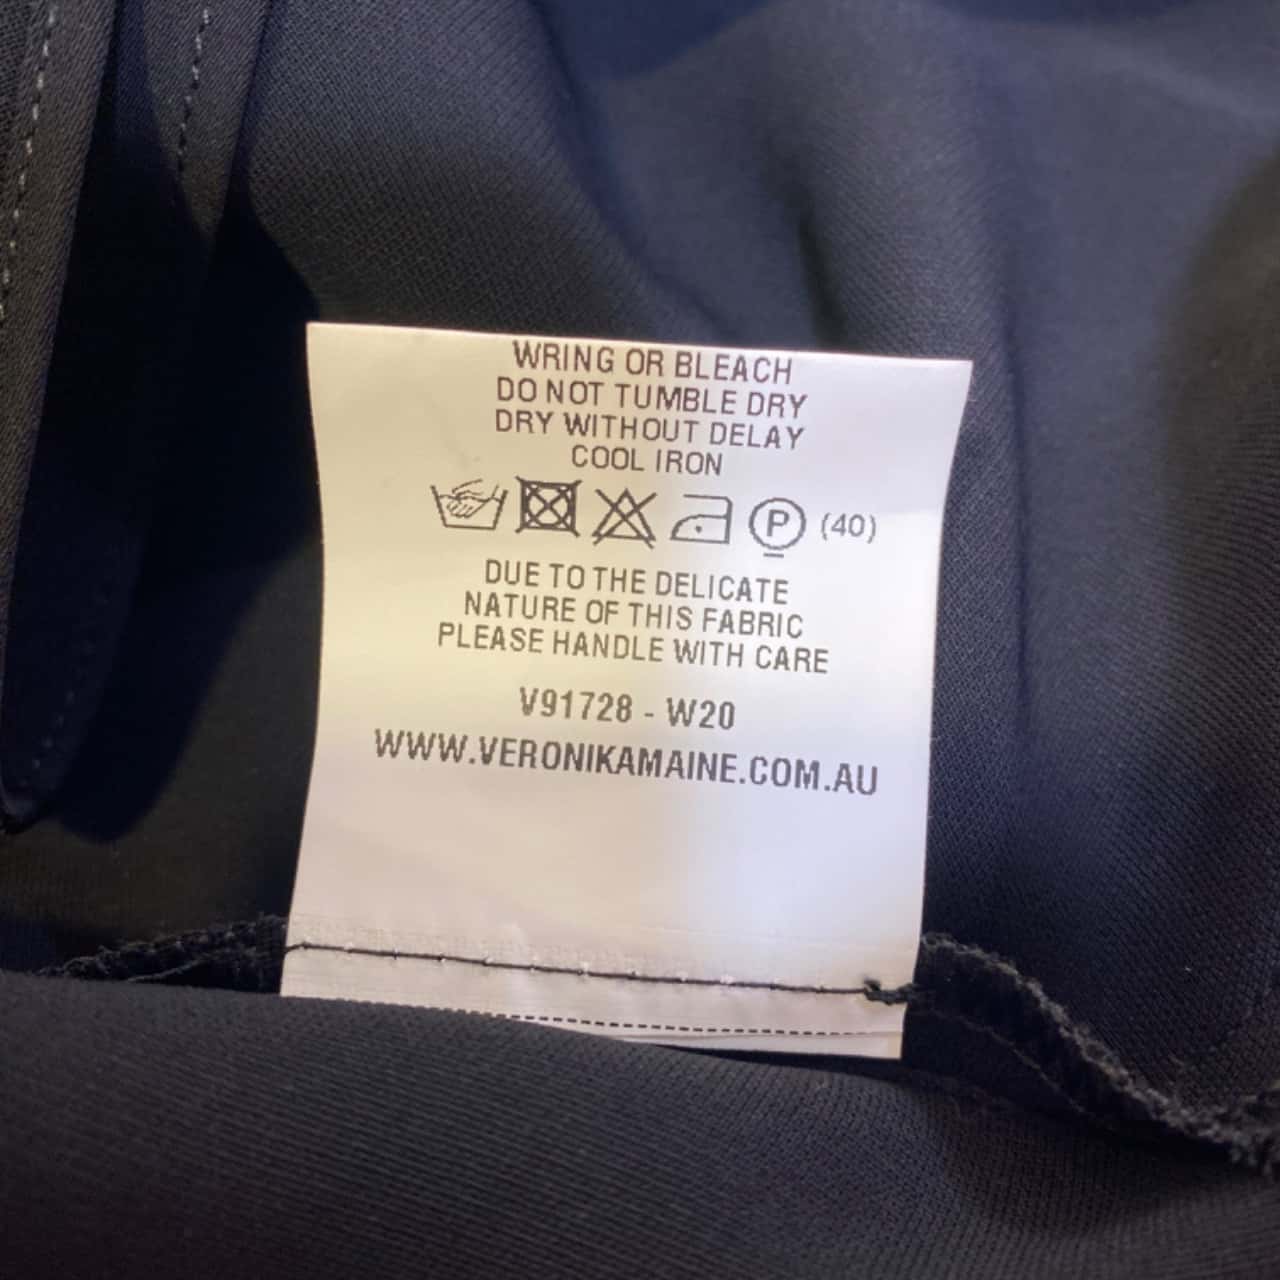 WRING OR BLEACH
DO NOT TUMBLE DRY
DRY WITHOUT DELAY
COOL IRON
P (40)
DUE TO THE DELICATE
NATURE OF THIS FABRIC
PLEASE HANDLE WITH CARE
V91728 - W20
WWW.VERONIKAMAINE.COM.AU